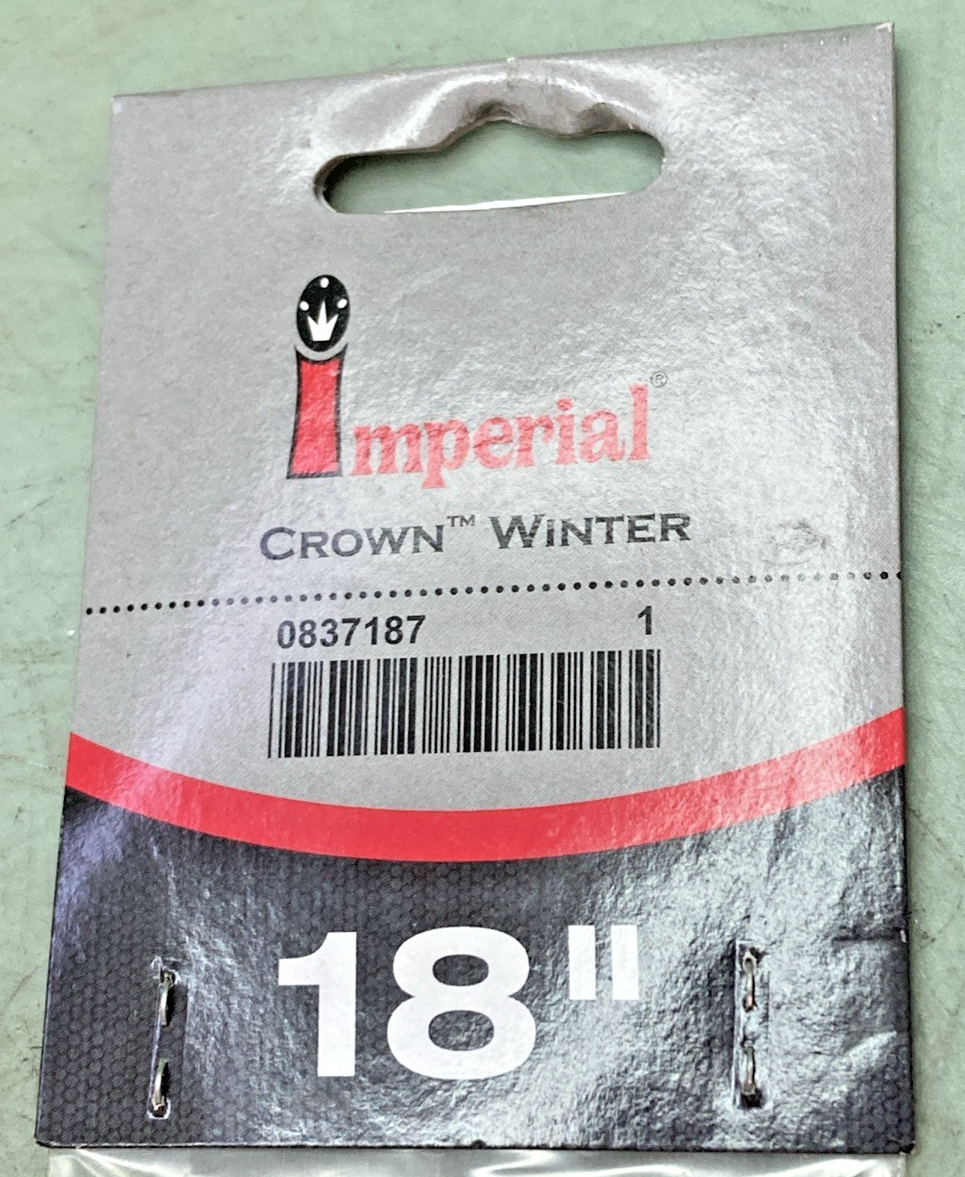 Imperial®
CROWN™ WINTER
0837187 1
18"